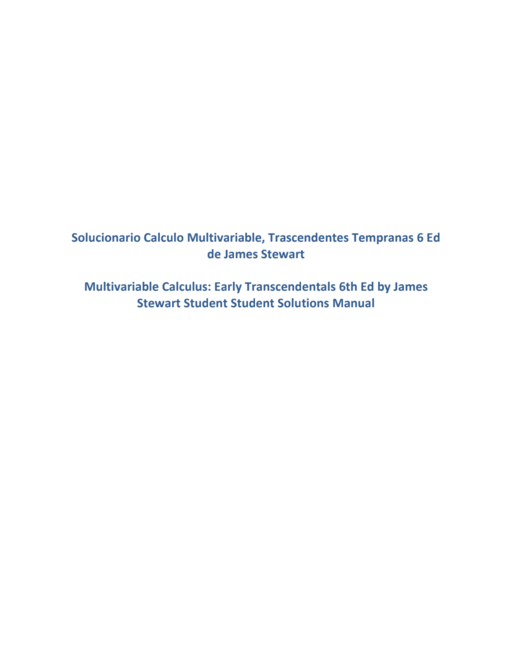 Solucionario Calculo Multivariable, Trascendentes Tempranas 6 Ed
de James Stewart
Multivariable Calculus: Early Transcendentals 6th Ed by James
Stewart Student Student Solutions Manual